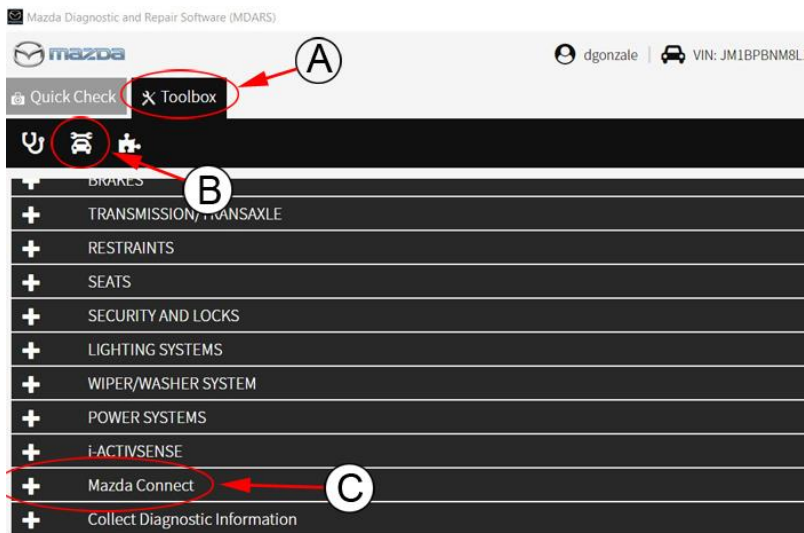 Mazda Diagnostic and Repair Software (MDARS)
mazda
dgonzale | VIN: JM1BPBNM8L
A
Quick Check
Toolbox
B
BRAKES
TRANSMISSION/TRANSAXLE
RESTRAINTS
SEATS
SECURITY AND LOCKS
LIGHTING SYSTEMS
WIPER/WASHER SYSTEM
POWER SYSTEMS
i-ACTIVSENSE
Mazda Connect
C
Collect Diagnostic Information